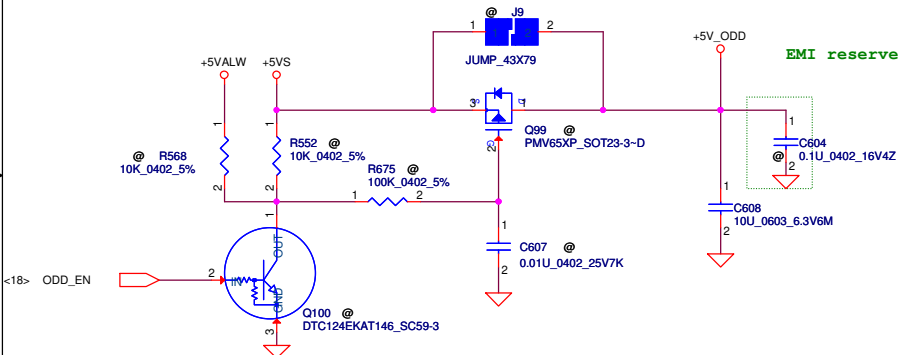 @ J9
1 2
1 2
JUMP_43X79
+5VALW
+5VS
+5V_ODD
EMI reserve
3 S D 1
G
2
Q99 @
PMV65XP_SOT23-3~D
1
@ R568
10K_0402_5%
2
1
R552 @
10K_0402_5%
2
R675 @
100K_0402_5%
1 2
1
C604
@ 0.1U_0402_16V4Z
2
1
C608
10U_0603_6.3V6M
2
1
C607 @
0.01U_0402_25V7K
2
<18> ODD_EN
2 IN
1
OUT
GND
3
Q100 @
DTC124EKAT146_SC59-3